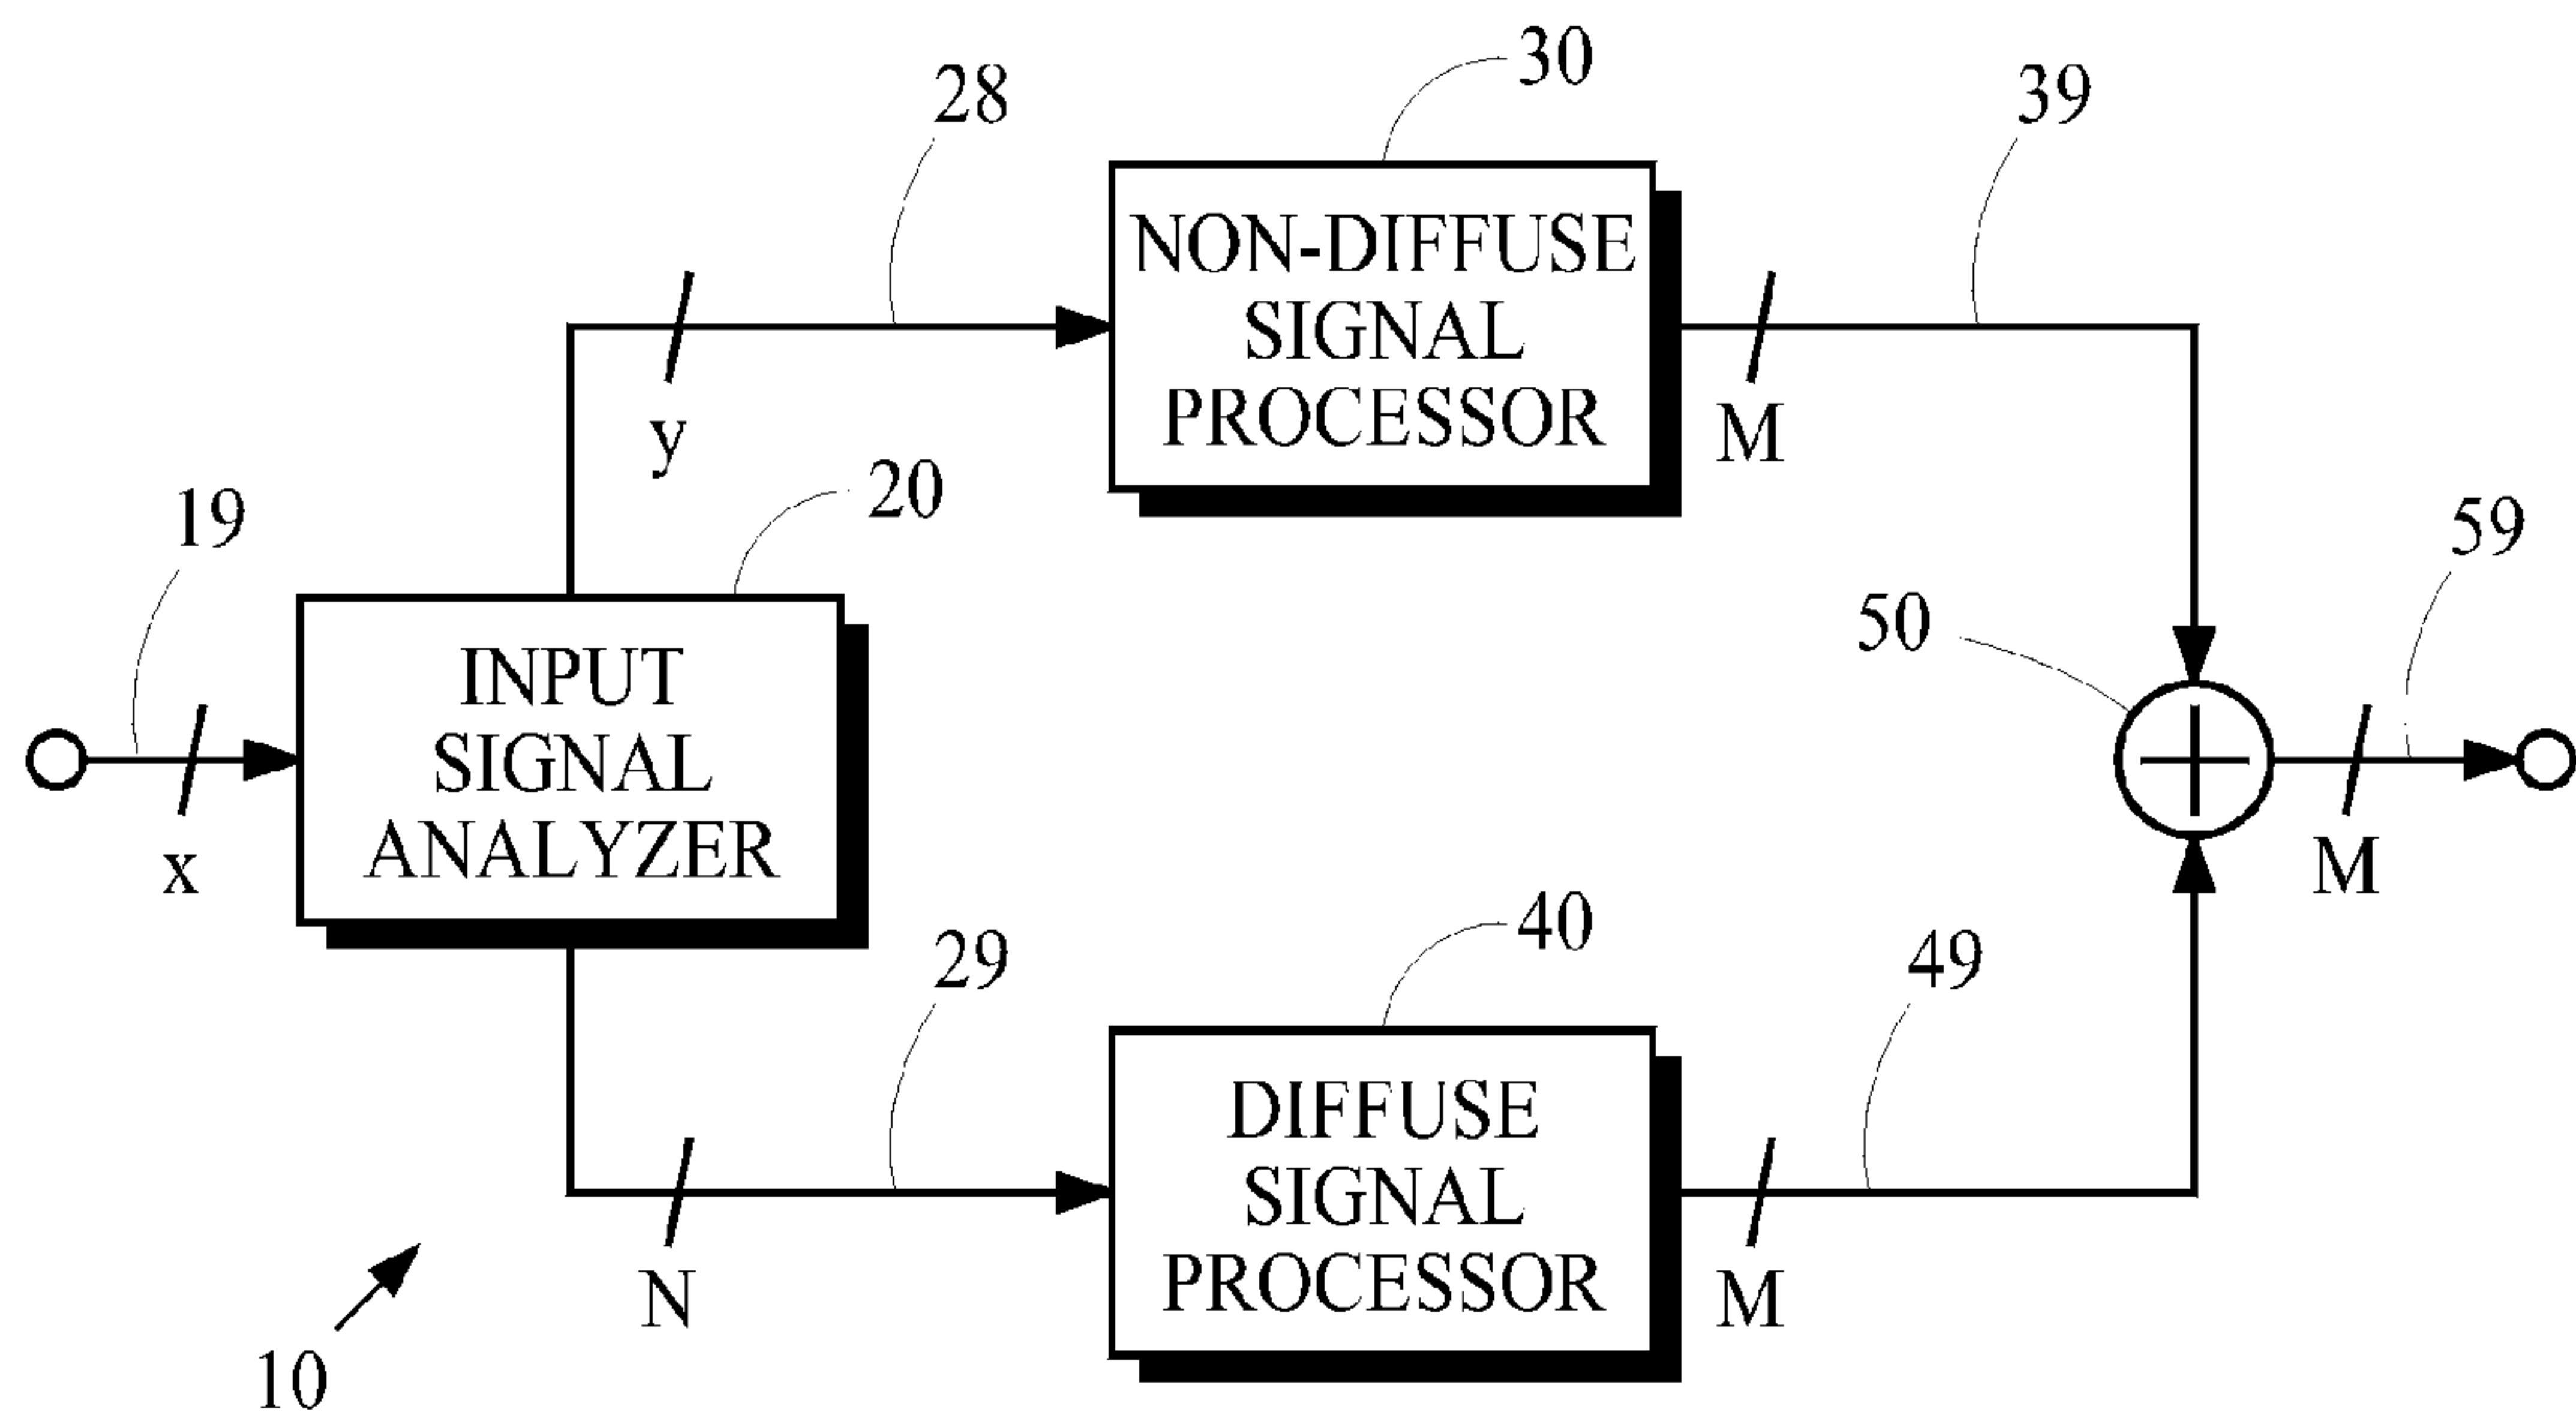 28
30
39
NON-DIFFUSE
SIGNAL
PROCESSOR
y
M
19
20
59
50
INPUT
SIGNAL
ANALYZER
x
M
29
40
49
DIFFUSE
SIGNAL
PROCESSOR
N
M
10